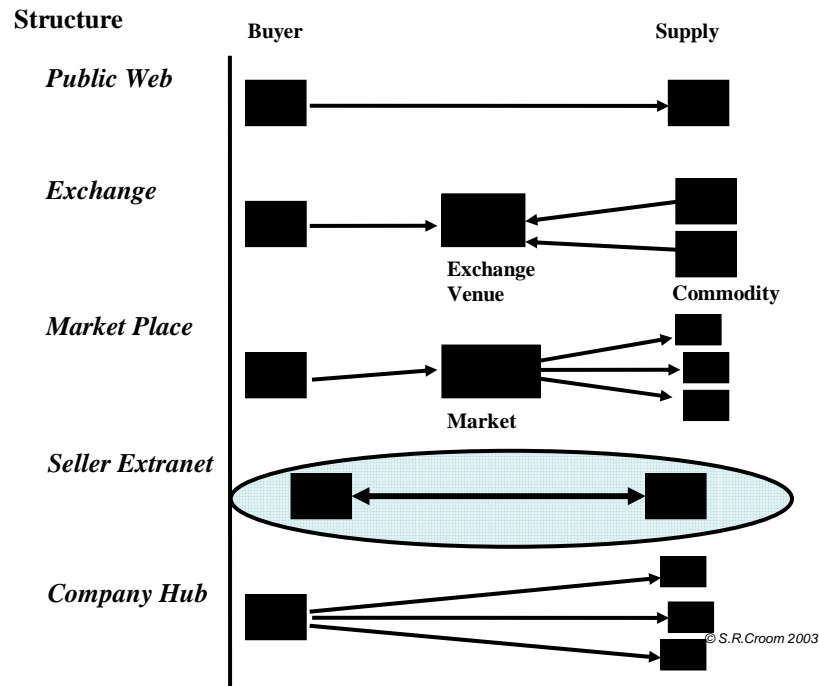 Structure
Buyer
Supply
Public Web
Exchange
Exchange
Venue
Commodity
Market Place
Market
Seller Extranet
Company Hub
© S.R.Croom 2003